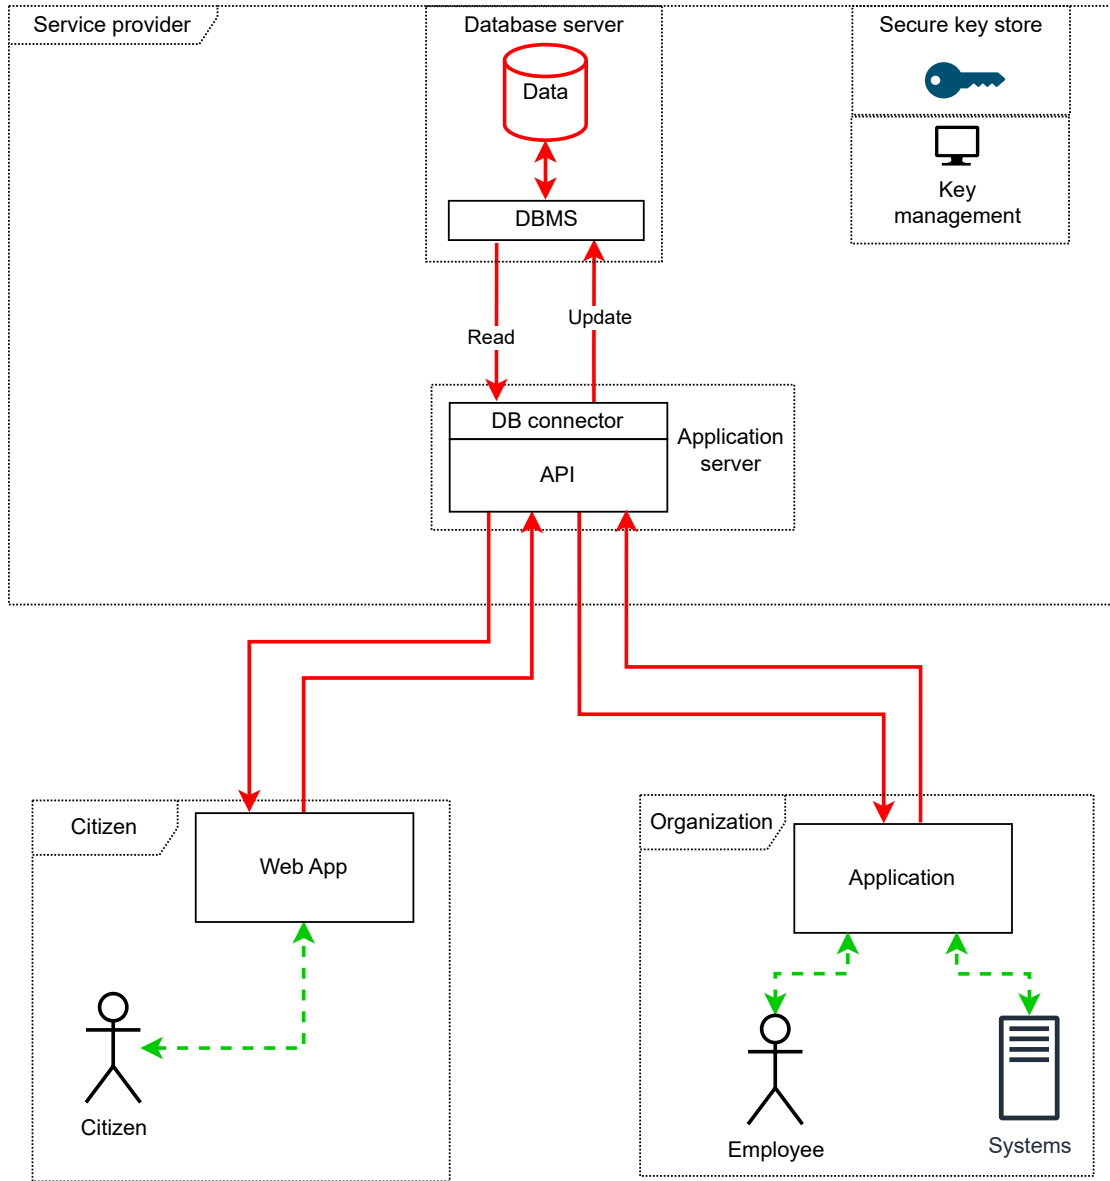 Service provider
Database server
Secure key store
Data
Key
management
DBMS
Update
Read
DB connector
Application
server
API
Citizen
Organization
Web App
Application
Citizen
Employee
Systems